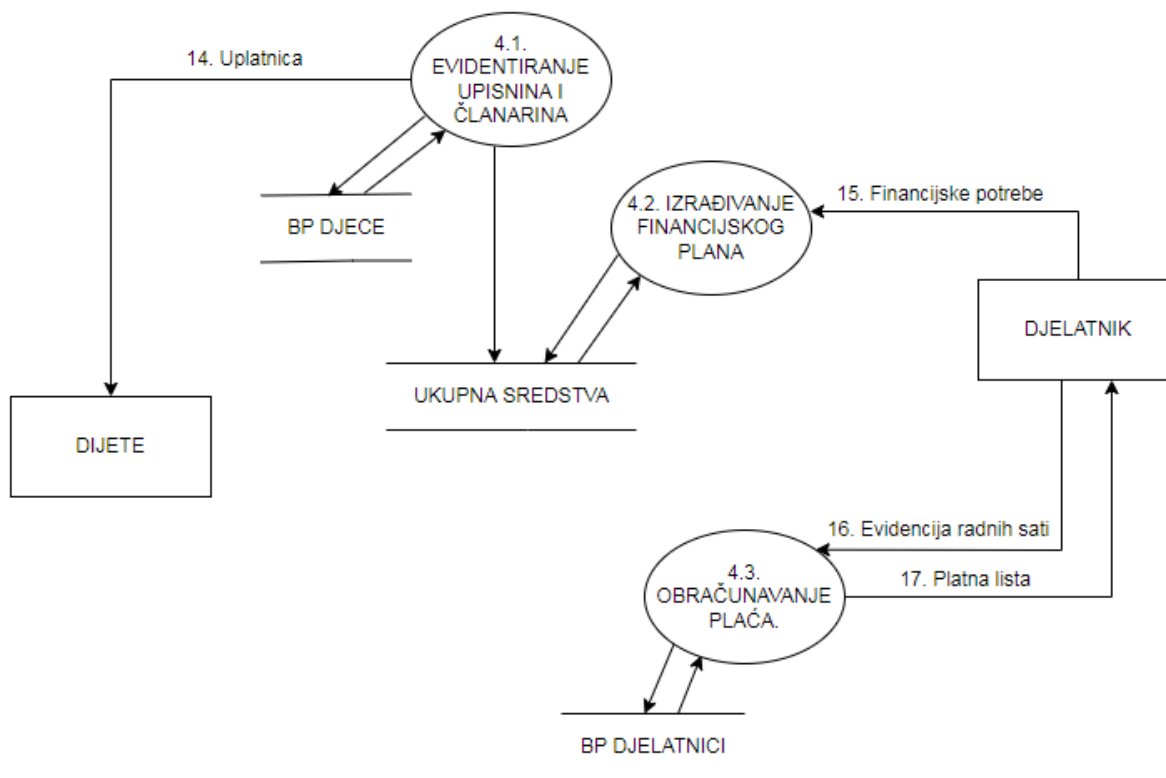 14. Uplatnica
4.1.
EVIDENTIRANJE
UPISNINA I
ČLANARINA
BP DJECE
4.2. IZRAĐIVANJE
FINANCIJSKOG
PLANA
15. Financijske potrebe
DJELATNIK
UKUPNA SREDSTVA
DIJETE
16. Evidencija radnih sati
4.3.
OBRAČUNAVANJE
PLAĆA.
17. Platna lista
BP DJELATNICI